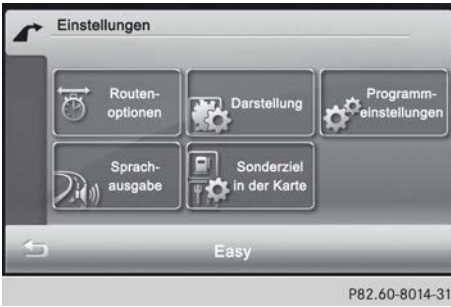 Einstellungen
Routen-
optionen
Darstellung
Programm-
einstellungen
Sprach-
ausgabe
Sonderziel
in der Karte
Easy
P82.60-8014-31